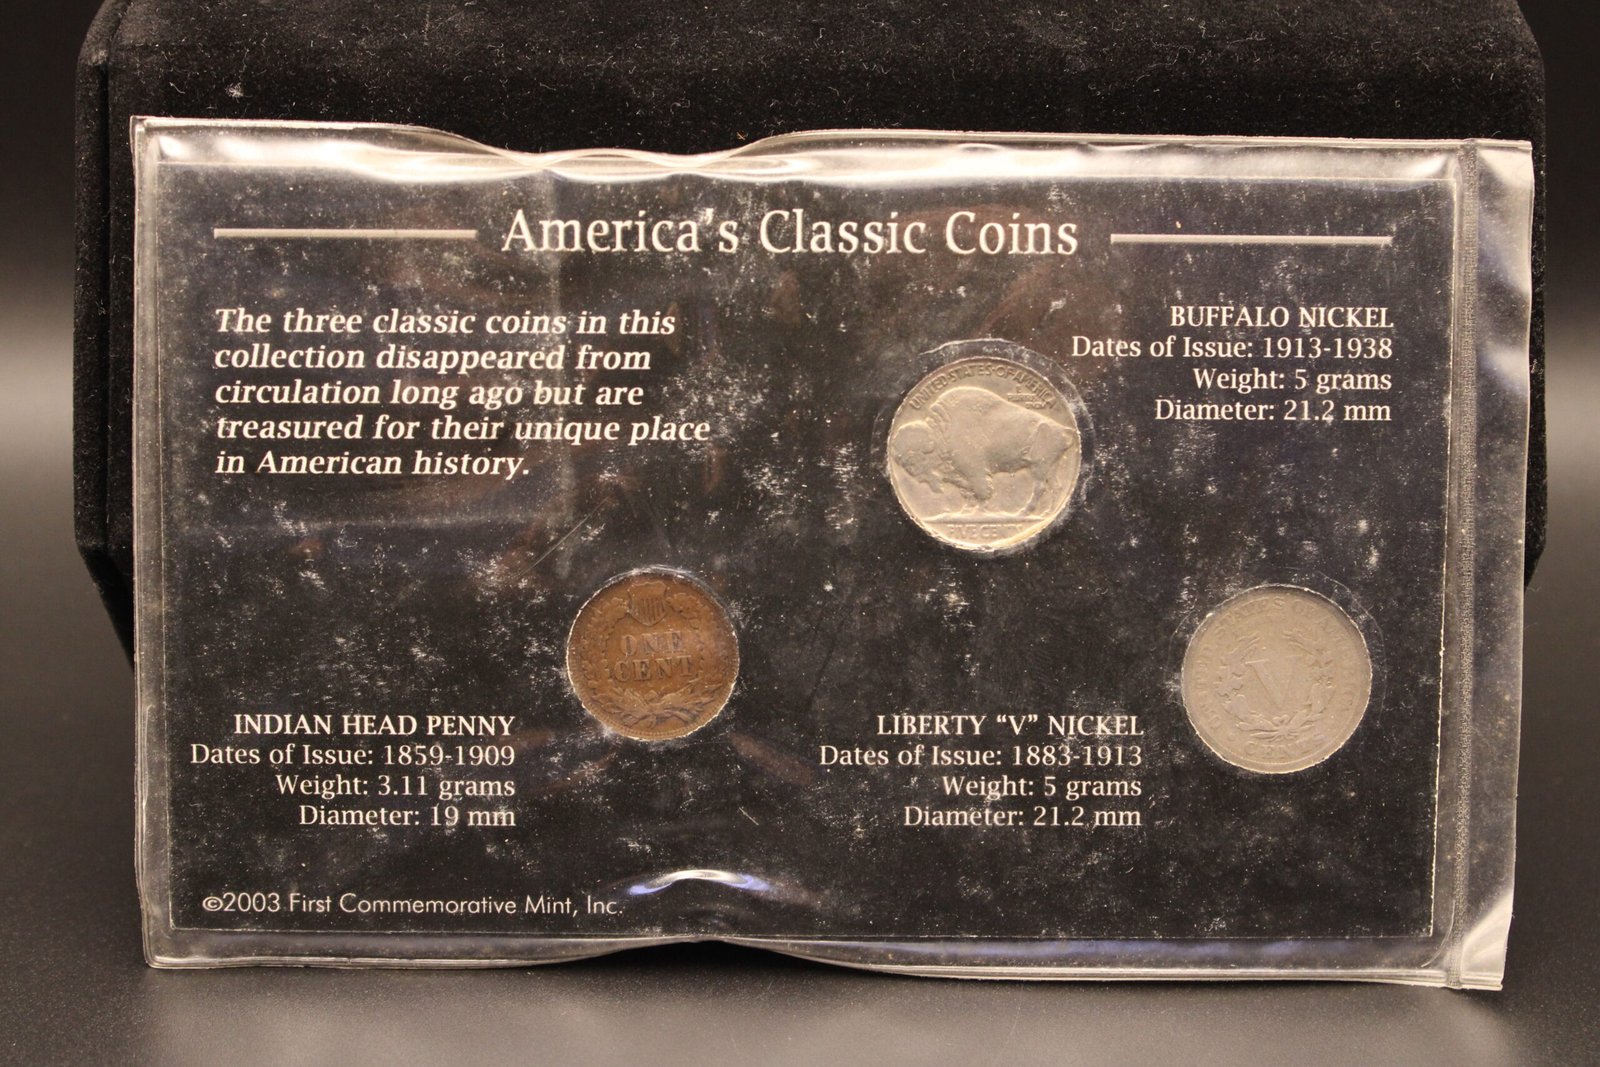 America's Classic Coins
The three classic coins in this
collection disappeared from
circulation long ago but are
treasured for their unique place
in American history.
BUFFALO NICKEL
Dates of Issue: 1913-1938
Weight: 5 grams
Diameter: 21.2 mm
UNITED STATES OF AMERICA
FIVE CENTS
ONE
CENT
INDIAN HEAD PENNY
Dates of Issue: 1859-1909
Weight: 3.11 grams
Diameter: 19 mm
LIBERTY “V” NICKEL
Dates of Issue: 1883-1913
Weight: 5 grams
Diameter: 21.2 mm
UNITED STATES OF AMERICA
V
CENTS
©2003 First Commemorative Mint, Inc.